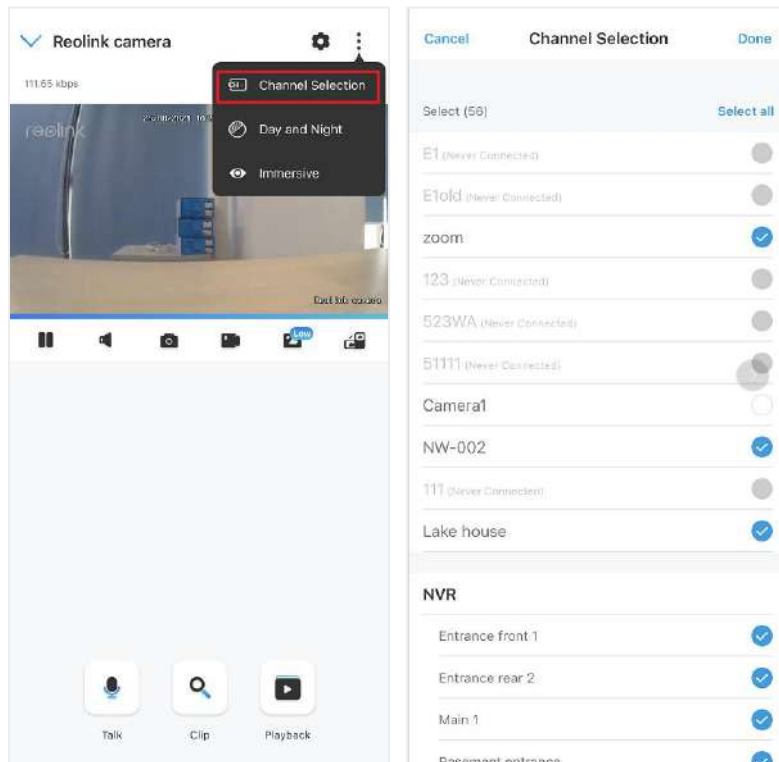 Reolink camera
111.65 kbps
Channel Selection
Day and Night
Immersive
reolink
Low
Talk
Clip
Playback
Cancel
Channel Selection
Done
Select (56)
Select all
E1 (Never Connected)
E1old (Never Connected)
zoom
123 (Never Connected)
523WA (Never Connected)
51111 (Never Connected)
Camera1
NW-002
111 (Never Connected)
Lake house
NVR
Entrance front 1
Entrance rear 2
Main 1
Basement entrance